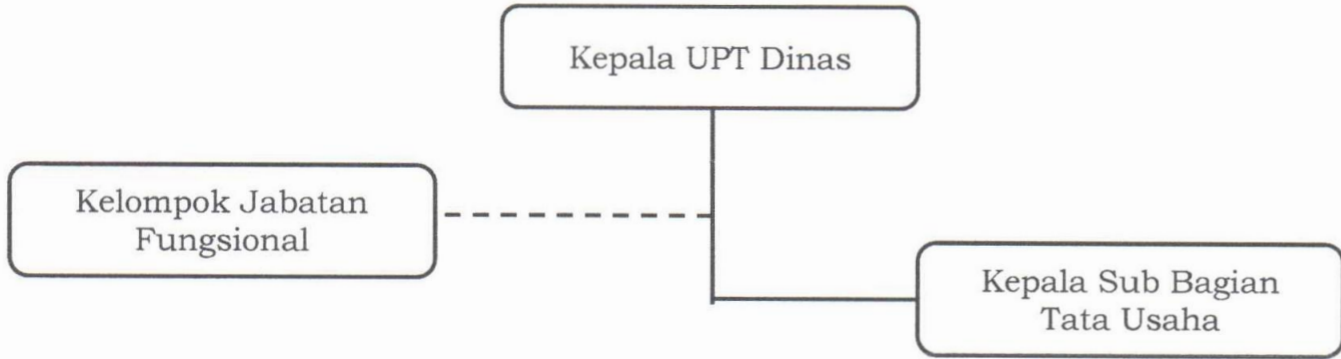 Kepala UPT Dinas
Kelompok Jabatan
Fungsional
Kepala Sub Bagian
Tata Usaha